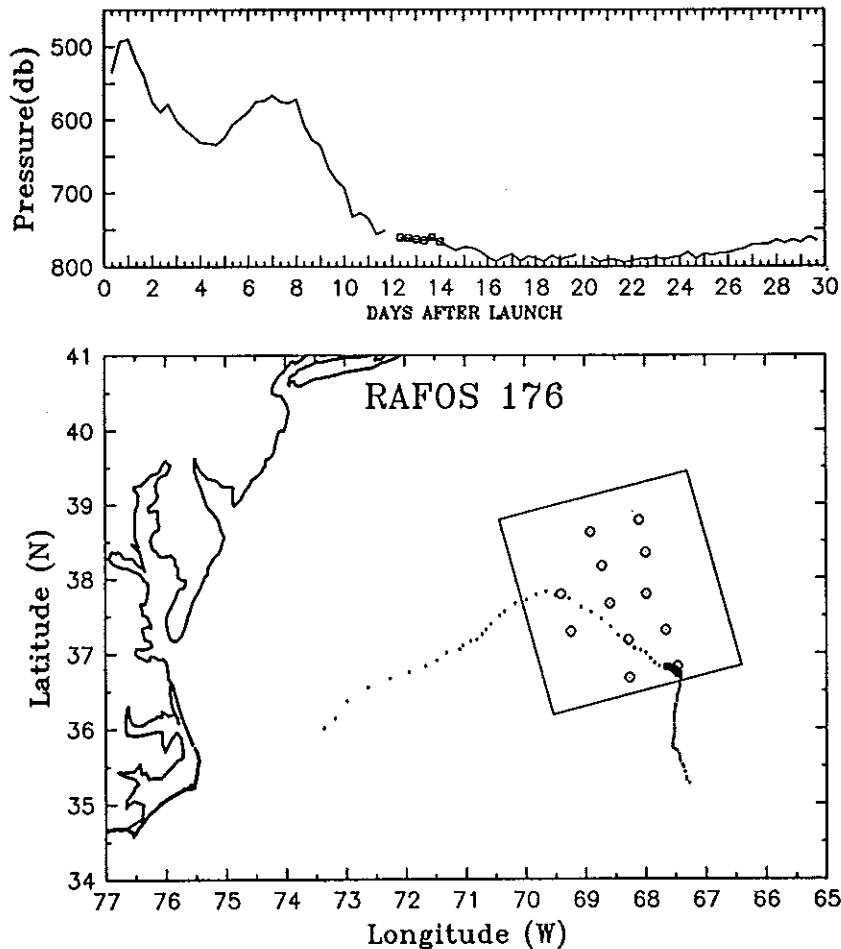 500
600
700
800
Pressure(db)
0 2 4 6 8 10 12 14 16 18 20 22 24 26 28 30
DAYS AFTER LAUNCH
RAFOS 176
41
40
39
38
37
36
35
34
Latitude (N)
77 76 75 74 73 72 71 70 69 68 67 66 65
Longitude (W)